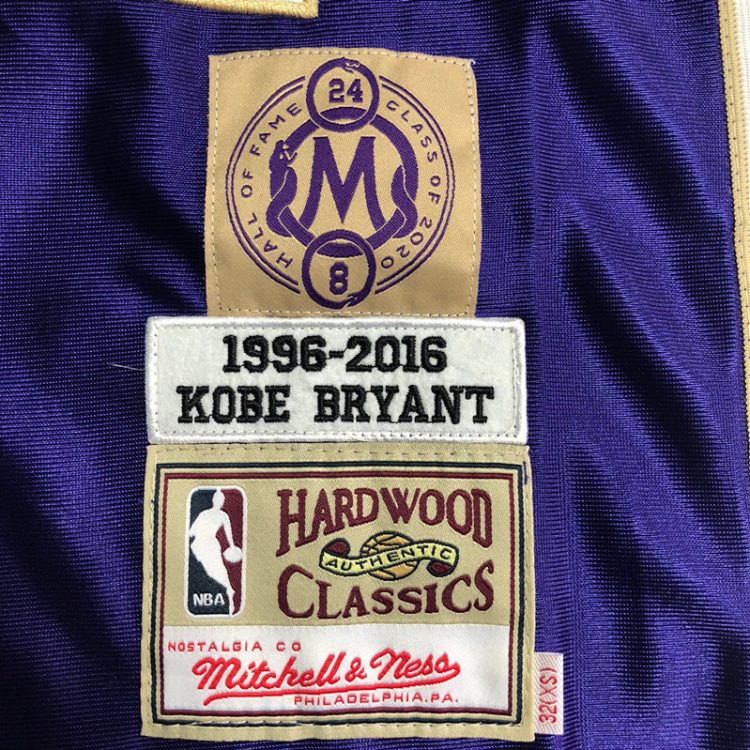 24
HALL OF FAME CLASS OF 2020
M
8
1996-2016
KOBE BRYANT
HARDWOOD
AUTHENTIC
CLASSICS
NBA
NOSTALGIA CO
Mitchell & Ness
PHILADELPHIA, PA.
32(XS)